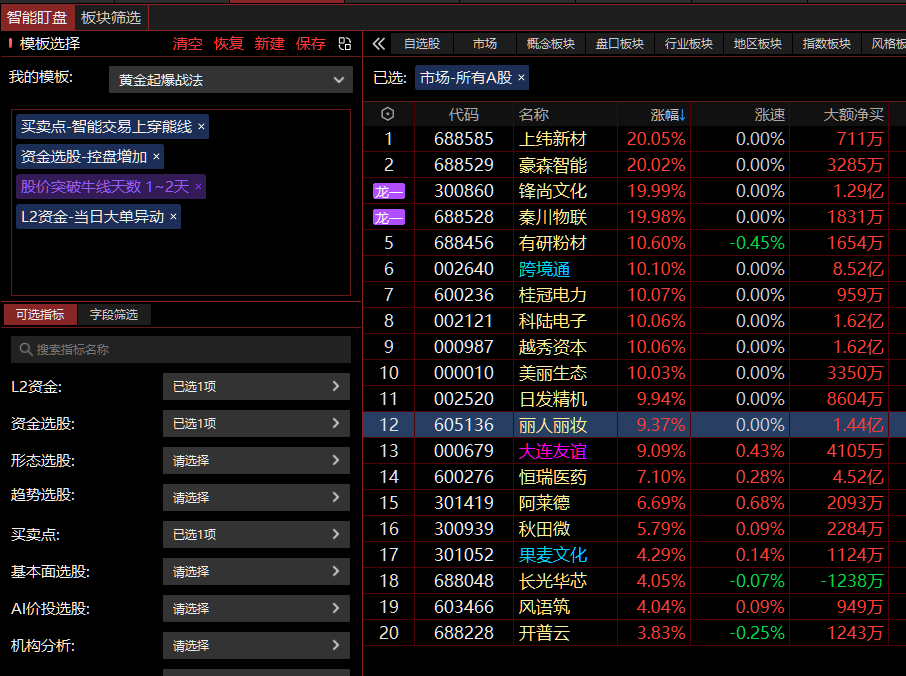 智能盯盘 板块筛选
模板选择 清空 恢复 新建 保存
我的模板: 黄金起爆战法
买卖点-智能交易上穿能线 ×
资金选股-控盘增加 ×
股价突破牛线天数 1~2天 ×
L2资金-当日大单异动 ×
可选指标 字段筛选
搜索指标名称
L2资金: 已选1项
资金选股: 已选1项
形态选股: 请选择
趋势选股: 请选择
买卖点: 已选1项
基本面选股: 请选择
AI价投选股: 请选择
机构分析: 请选择
自选股 市场 概念板块 盘口板块 行业板块 地区板块 指数板块 风格板
已选: 市场-所有A股 ×
代码 名称 涨幅↓ 涨速 大额净买
1 688585 上纬新材 20.05% 0.00% 711万
2 688529 豪森智能 20.02% 0.00% 3285万
龙一 300860 锋尚文化 19.99% 0.00% 1.29亿
龙一 688528 秦川物联 19.98% 0.00% 1831万
5 688456 有研粉材 10.60% -0.45% 1654万
6 002640 跨境通 10.10% 0.00% 8.52亿
7 600236 桂冠电力 10.07% 0.00% 959万
8 002121 科陆电子 10.06% 0.00% 1.62亿
9 000987 越秀资本 10.06% 0.00% 1.62亿
10 000010 美丽生态 10.03% 0.00% 3350万
11 002520 日发精机 9.94% 0.00% 8604万
12 605136 丽人丽妆 9.37% 0.00% 1.44亿
13 000679 大连友谊 9.09% 0.43% 4105万
14 600276 恒瑞医药 7.10% 0.28% 4.52亿
15 301419 阿莱德 6.69% 0.68% 2093万
16 300939 秋田微 5.79% 0.09% 2284万
17 301052 果麦文化 4.29% 0.14% 1124万
18 688048 长光华芯 4.05% -0.07% -1238万
19 603466 风语筑 4.04% 0.09% 949万
20 688228 开普云 3.83% -0.25% 1243万